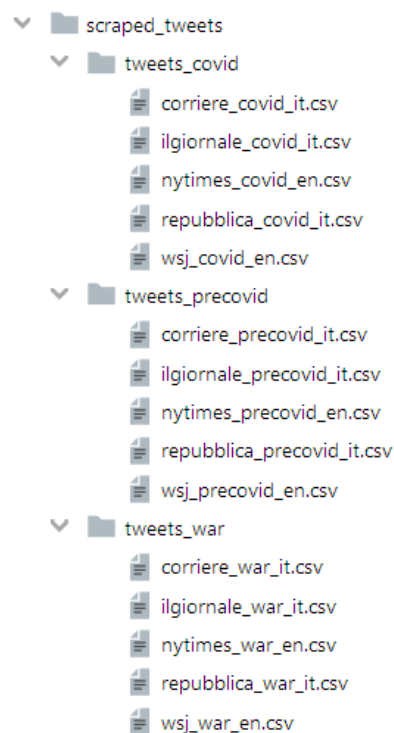 scraped_tweets
tweets_covid
corriere_covid_it.csv
ilgiornale_covid_it.csv
nytimes_covid_en.csv
repubblica_covid_it.csv
wsj_covid_en.csv
tweets_precovid
corriere_precovid_it.csv
ilgiornale_precovid_it.csv
nytimes_precovid_en.csv
repubblica_precovid_it.csv
wsj_precovid_en.csv
tweets_war
corriere_war_it.csv
ilgiornale_war_it.csv
nytimes_war_en.csv
repubblica_war_it.csv
wsj_war_en.csv